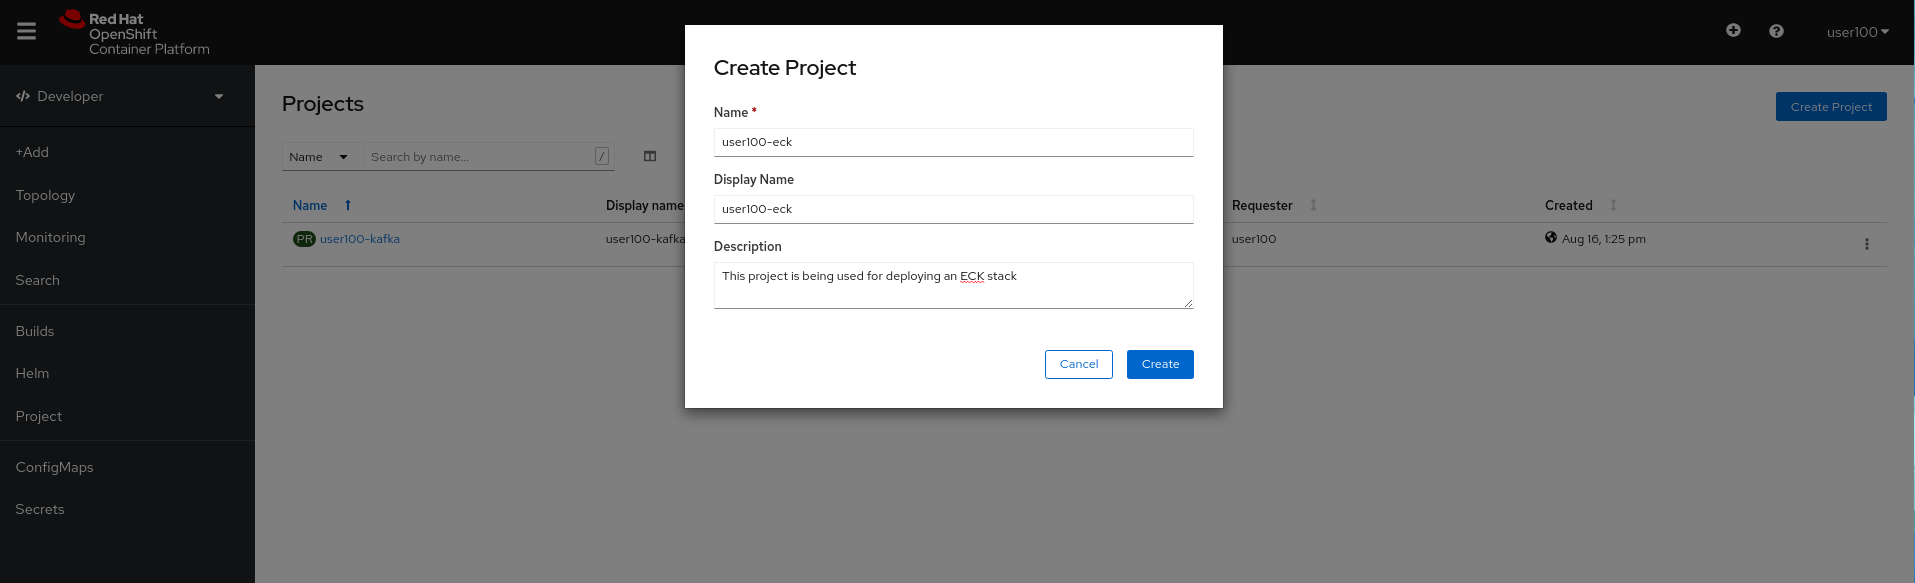 Red Hat
OpenShift
Container Platform
user100
Developer
+Add
Topology
Monitoring
Search
Builds
Helm
Project
ConfigMaps
Secrets
Projects
Create Project
Name
Search by name...
/
Name
Display name
Requester
Created
PR user100-kafka
user100-kafka
user100
Aug 16, 1:25 pm
Create Project
Name *
user100-eck
Display Name
user100-eck
Description
This project is being used for deploying an ECK stack
Cancel
Create